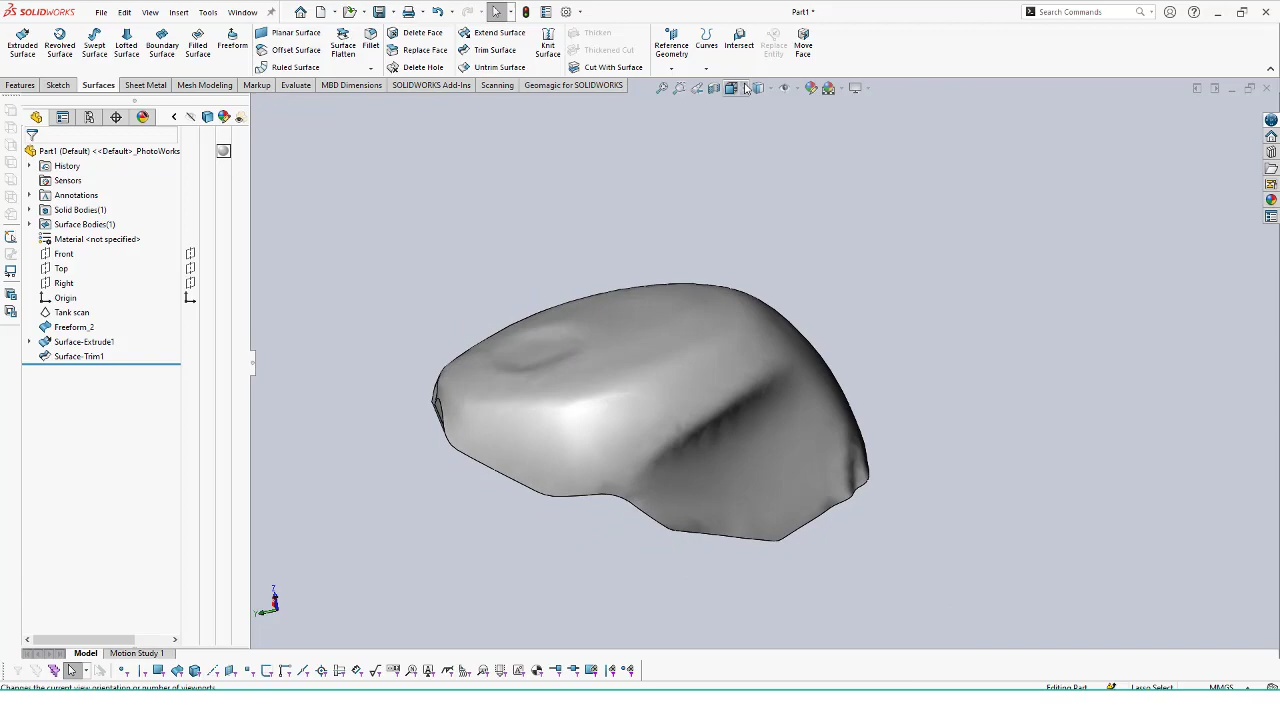 SOLIDWORKS File Edit View Insert Tools Window Part1 * Search Commands
Extruded Surface
Revolved Surface
Swept Surface
Lofted Surface
Boundary Surface
Filled Surface
Freeform
Planar Surface
Offset Surface
Ruled Surface
Surface Flatten
Fillet
Delete Face
Replace Face
Delete Hole
Extend Surface
Trim Surface
Untrim Surface
Knit Surface
Thicken
Thickened Cut
Cut With Surface
Reference Geometry
Curves
Intersect
Replace Entity
Move Face
Features Sketch Surfaces Sheet Metal Mesh Modeling Markup Evaluate MBD Dimensions SOLIDWORKS Add-Ins Scanning Geomagic for SOLIDWORKS
Part1 (Default) <<Default>_PhotoWorks
History
Sensors
Annotations
Solid Bodies(1)
Surface Bodies(1)
Material <not specified>
Front
Top
Right
Origin
Tank scan
Freeform_2
Surface-Extrude1
Surface-Trim1
Z
Y
Model Motion Study 1
Changes the current view orientation or number of viewports. Editing Part Lasso Select MMGS